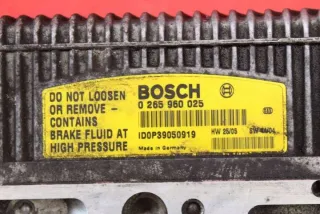 BOSCH
0 265 960 025
DO NOT LOOSEN
OR REMOVE -
CONTAINS
BRAKE FLUID AT
HIGH PRESSURE
ID0P39050919
Made in Germany
HW 25/05